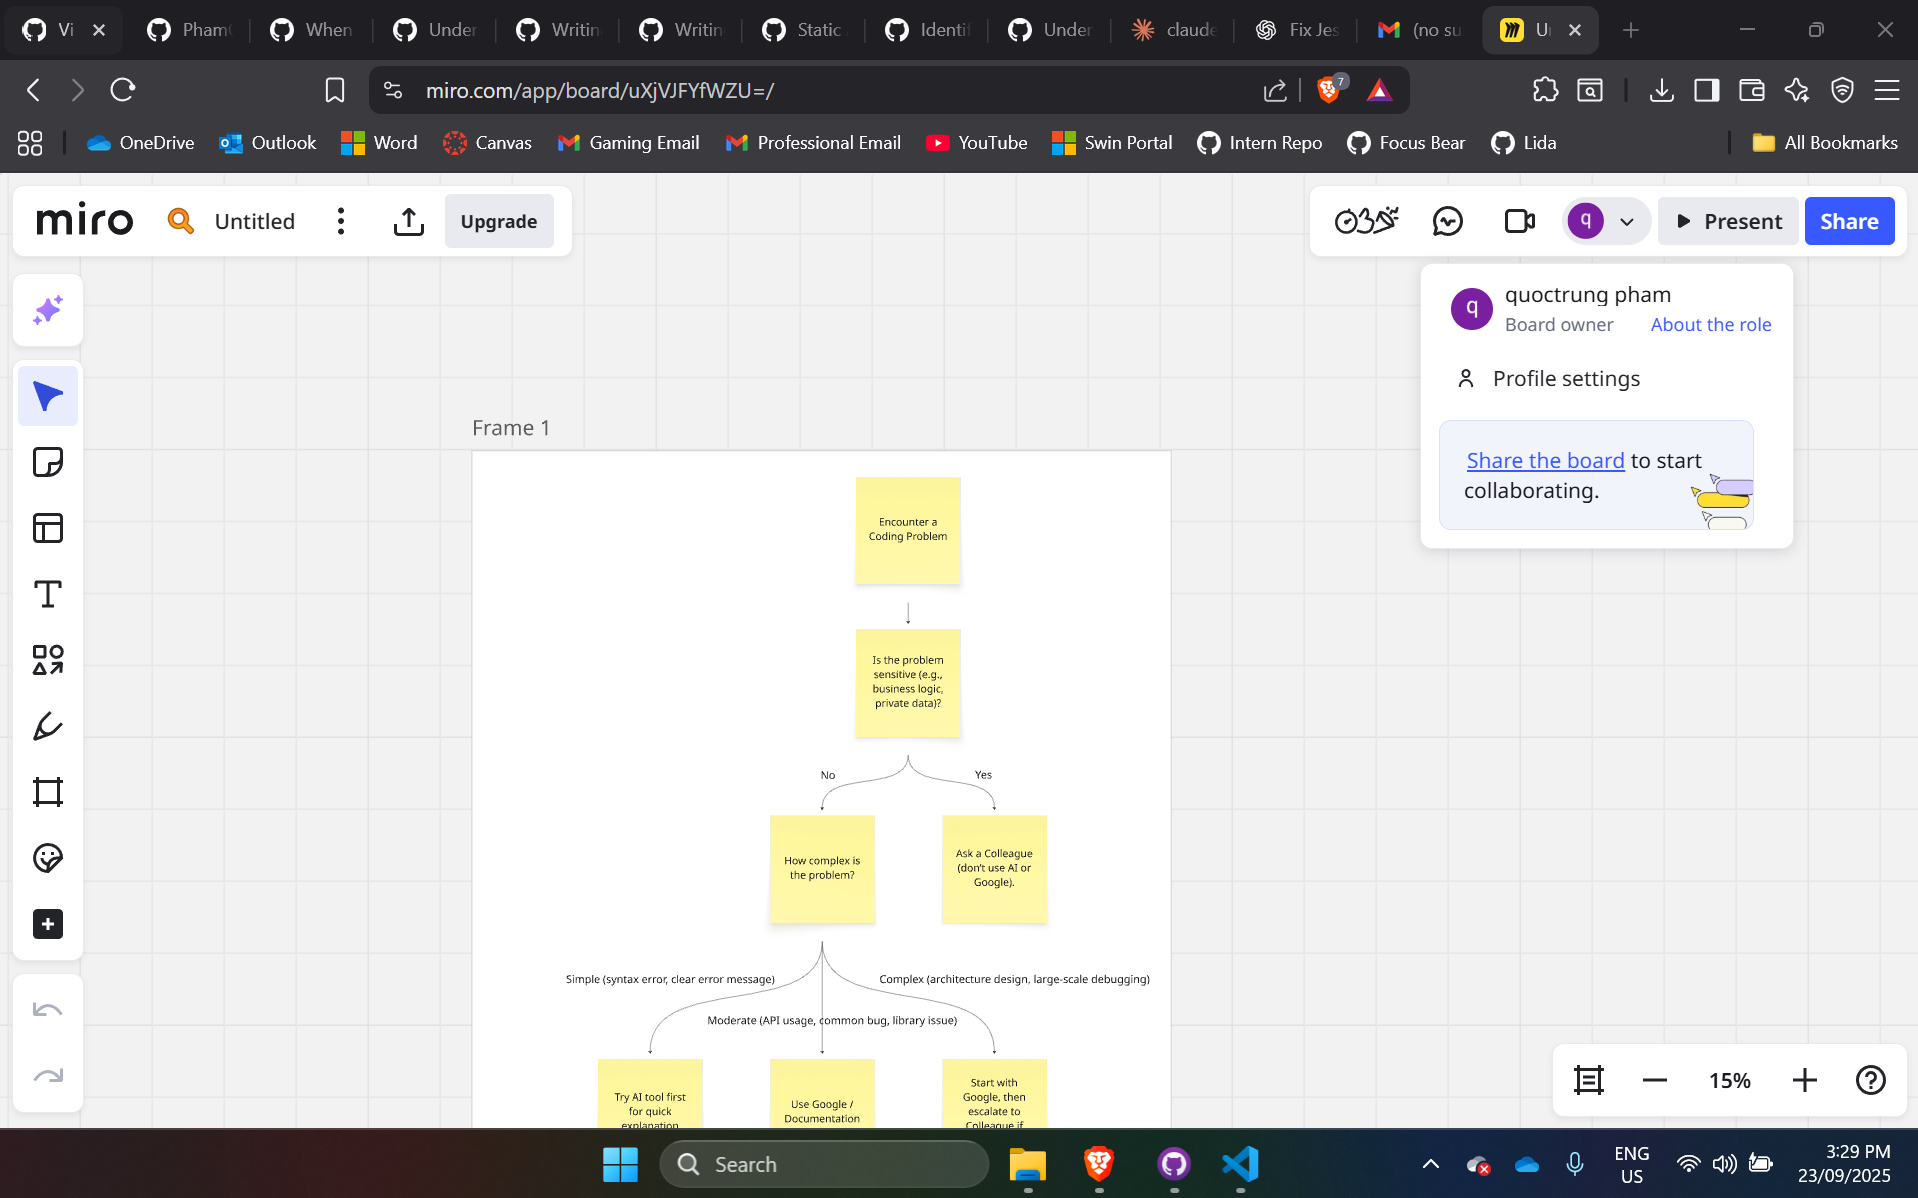 Vi
Pham
When
Under
Writin
Writin
Static
Identif
Under
claude
Fix Jes
(no su
miro.com/app/board/uXjVJFYfWZU=/
7
OneDrive
Outlook
Word
Canvas
Gaming Email
Professional Email
YouTube
Swin Portal
Intern Repo
Focus Bear
Lida
All Bookmarks
miro
Untitled
Upgrade
q
Present
Share
q
quoctrung pham
Board owner
About the role
Profile settings
Share the board to start
collaborating.
Frame 1
Encounter a
Coding Problem
Is the problem
sensitive (e.g.,
business logic,
private data)?
No
Yes
How complex is
the problem?
Ask a Colleague
(don't use AI or
Google).
Simple (syntax error, clear error message)
Complex (architecture design, large-scale debugging)
Moderate (API usage, common bug, library issue)
Try AI tool first
for quick
explanation
Use Google /
Documentation
Start with
Google, then
escalate to
Colleague if
15%
Search
ENG
US
3:29 PM
23/09/2025